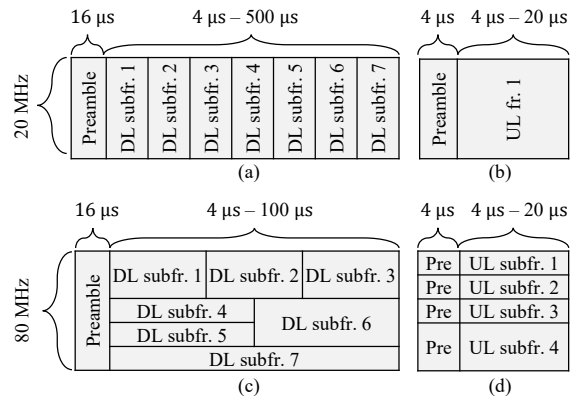 16 μs 4 μs – 500 μs
4 μs 4 μs – 20 μs
20 MHz
Preamble
DL subfr. 1
DL subfr. 2
DL subfr. 3
DL subfr. 4
DL subfr. 5
DL subfr. 6
DL subfr. 7
Preamble
UL fr. 1
(a)
(b)
16 μs 4 μs – 100 μs
4 μs 4 μs – 20 μs
80 MHz
Preamble
DL subfr. 1 DL subfr. 2 DL subfr. 3
DL subfr. 4
DL subfr. 5
DL subfr. 6
DL subfr. 7
Pre UL subfr. 1
Pre UL subfr. 2
Pre UL subfr. 3
Pre UL subfr. 4
(c)
(d)